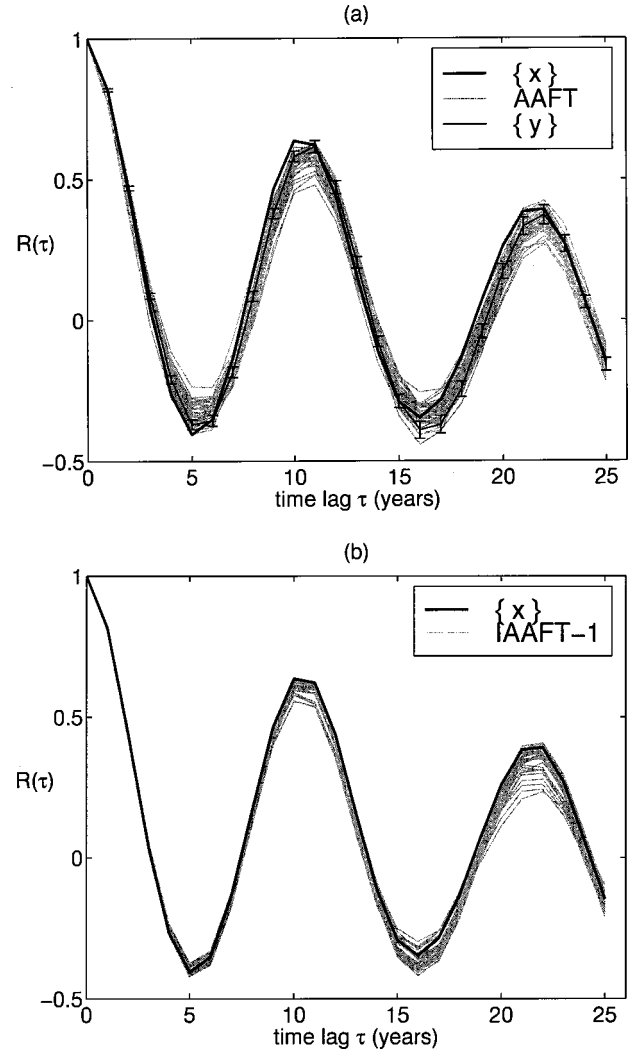 (a)
1
0.5
R(τ)
0
−0.5
0 5 10 15 20 25
time lag τ (years)
{ x }
AAFT
{ y }
(b)
1
0.5
R(τ)
0
−0.5
0 5 10 15 20 25
time lag τ (years)
{ x }
IAAFT−1